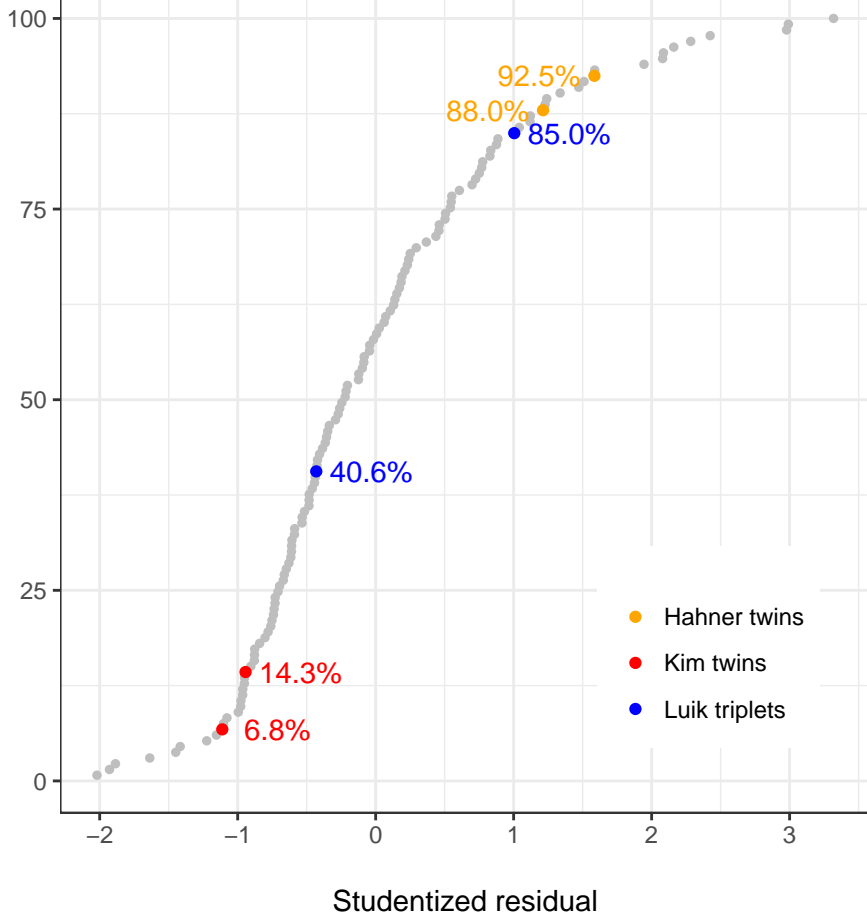 100
92.5%
88.0%
85.0%
75
50
40.6%
25
Hahner twins
Kim twins
14.3%
Luik triplets
6.8%
0
−2 −1 0 1 2 3
Studentized residual